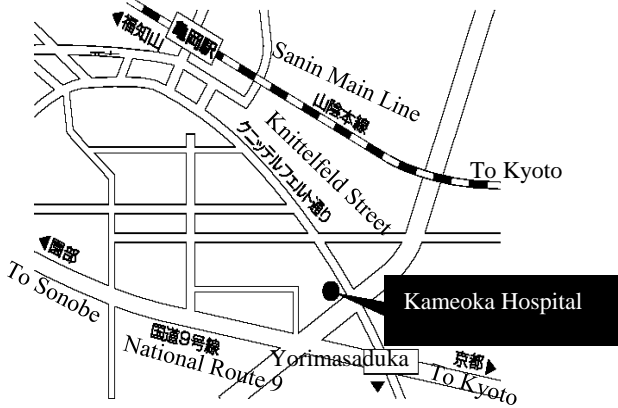 福知山
亀岡駅
Sanin Main Line
山陰本線
To Kyoto
Knittelfeld Street
クニッテルフェルト通り
園部
To Sonobe
Kameoka Hospital
国道9号線
National Route 9
Yorimasaduka
京都
To Kyoto